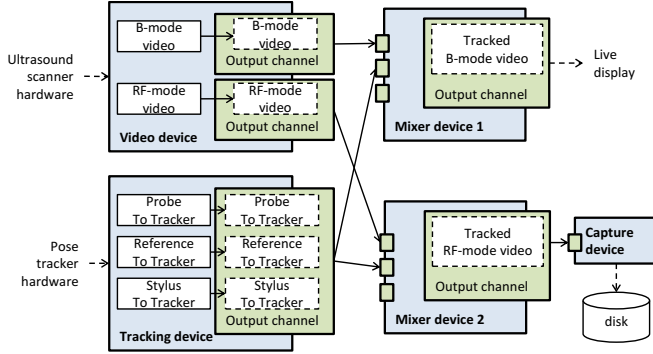 Ultrasound
scanner
hardware
B-mode
video
B-mode
video
Output channel
RF-mode
video
RF-mode
video
Output channel
Video device
Tracked
B-mode video
Output channel
Mixer device 1
Live
display
Pose
tracker
hardware
Probe
To Tracker
Probe
To Tracker
Reference
To Tracker
Reference
To Tracker
Stylus
To Tracker
Stylus
To Tracker
Output channel
Tracking device
Tracked
RF-mode video
Output channel
Mixer device 2
Capture
device
disk